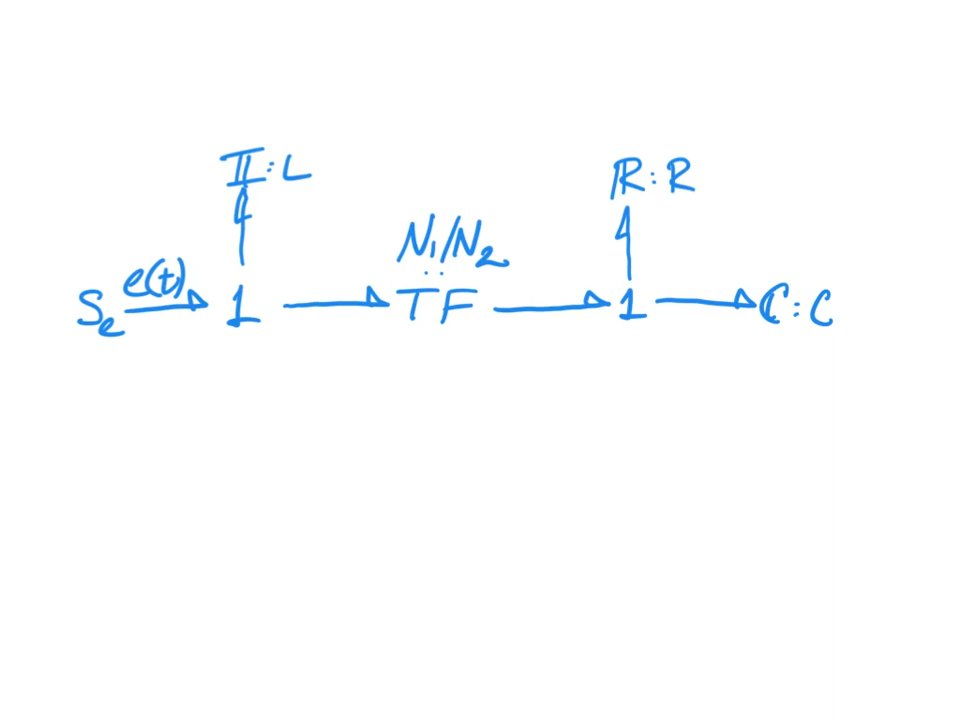 𝕀:L
ℝ:R
N₁/N₂
Sₑ e(t) 1 TF 1 ℂ:C